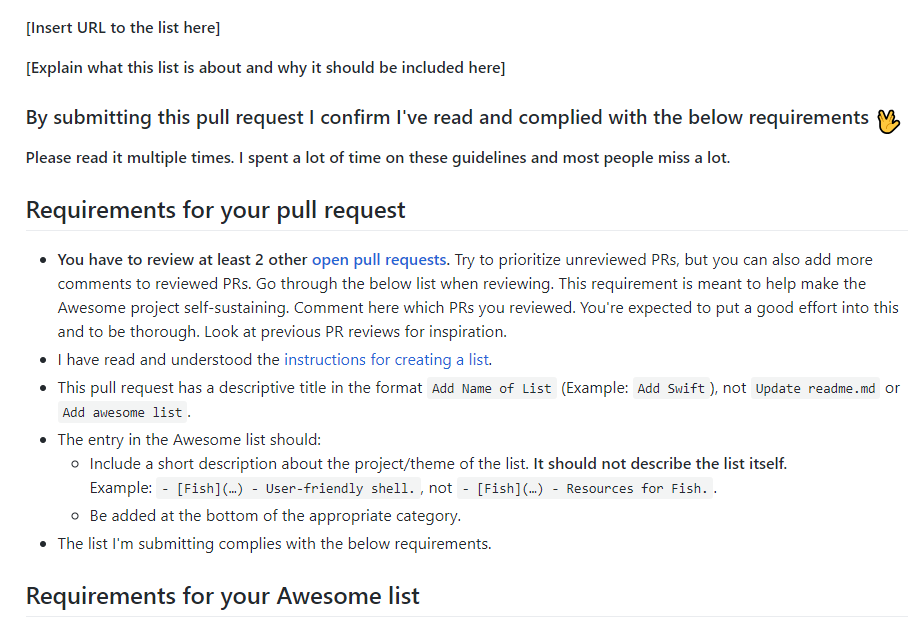 [Insert URL to the list here]
[Explain what this list is about and why it should be included here]
By submitting this pull request I confirm I've read and complied with the below requirements 🖖
Please read it multiple times. I spent a lot of time on these guidelines and most people miss a lot.
Requirements for your pull request
• You have to review at least 2 other open pull requests. Try to prioritize unreviewed PRs, but you can also add more
comments to reviewed PRs. Go through the below list when reviewing. This requirement is meant to help make the
Awesome project self-sustaining. Comment here which PRs you reviewed. You're expected to put a good effort into this
and to be thorough. Look at previous PR reviews for inspiration.
• I have read and understood the instructions for creating a list.
• This pull request has a descriptive title in the format Add Name of List (Example: Add Swift), not Update readme.md or
Add awesome list.
• The entry in the Awesome list should:
◦ Include a short description about the project/theme of the list. It should not describe the list itself.
Example: - [Fish](…) - User-friendly shell., not - [Fish](…) - Resources for Fish..
◦ Be added at the bottom of the appropriate category.
• The list I'm submitting complies with the below requirements.
Requirements for your Awesome list